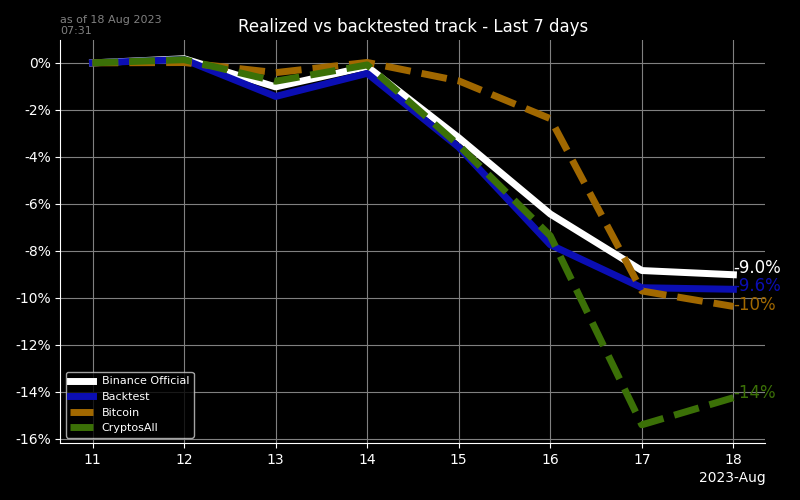 as of 18 Aug 2023
07:31
Realized vs backtested track - Last 7 days
0%
-2%
-4%
-6%
-8%
-10%
-12%
-14%
-16%
-9.0%
-9.6%
-10%
-14%
Binance Official
Backtest
Bitcoin
CryptosAll
11 12 13 14 15 16 17 18
2023-Aug